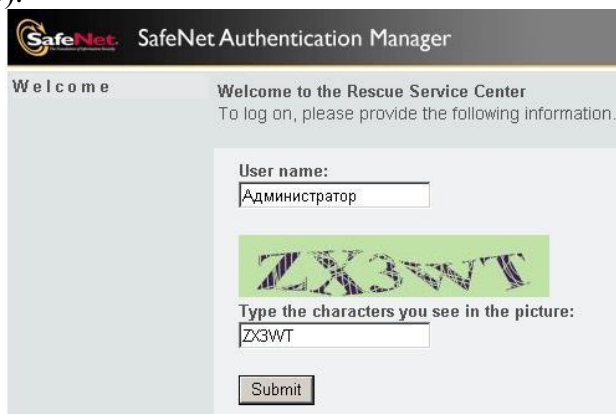 ).
SafeNet. SafeNet Authentication Manager
Welcome
Welcome to the Rescue Service Center
To log on, please provide the following information.
User name:
Администратор
ZX3WT
Type the characters you see in the picture:
ZX3WT
Submit